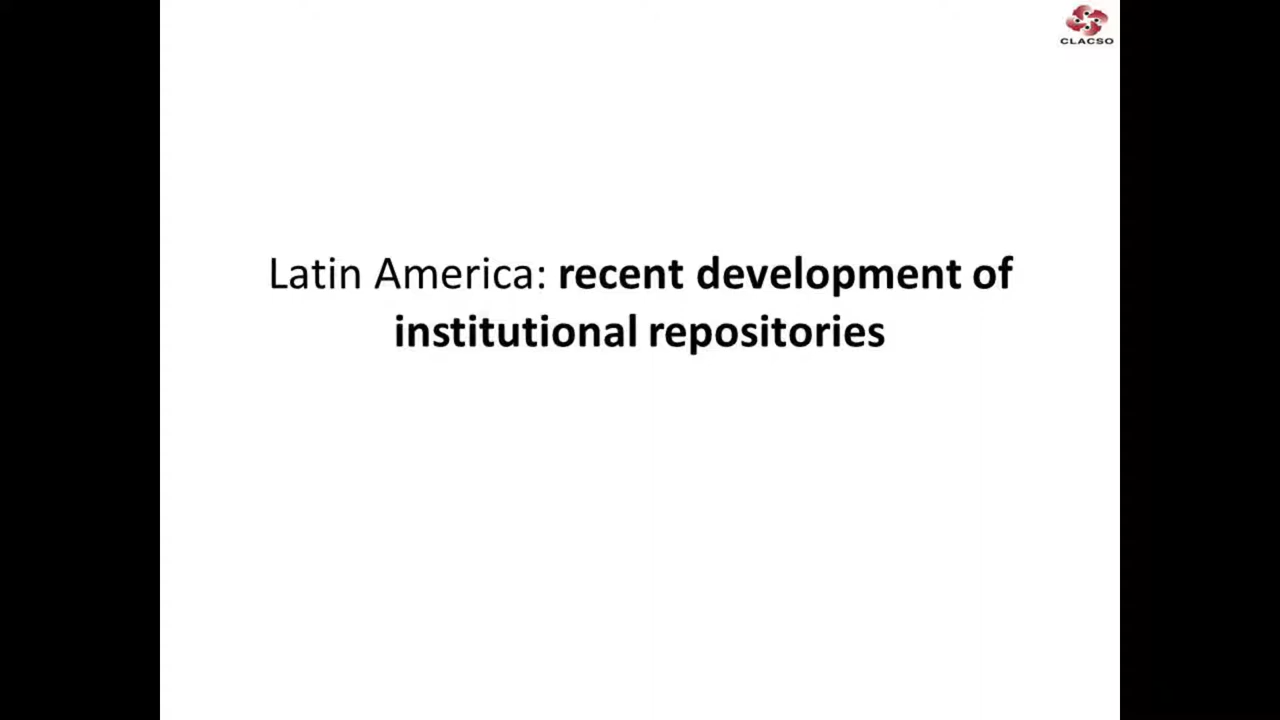 CLACSO
Latin America: recent development of
institutional repositories